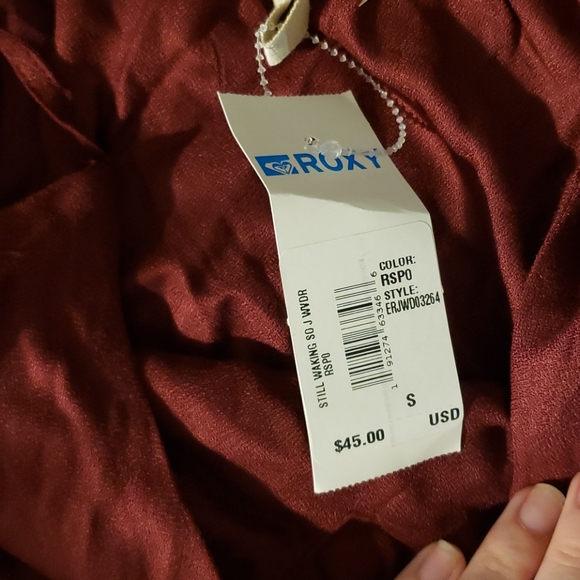 ROXY
COLOR:
RSP0
STYLE:
ERJWD03264
STILL WAKING SO J WVDR
RSP0
1 91274 63346 6
S
$45.00
USD